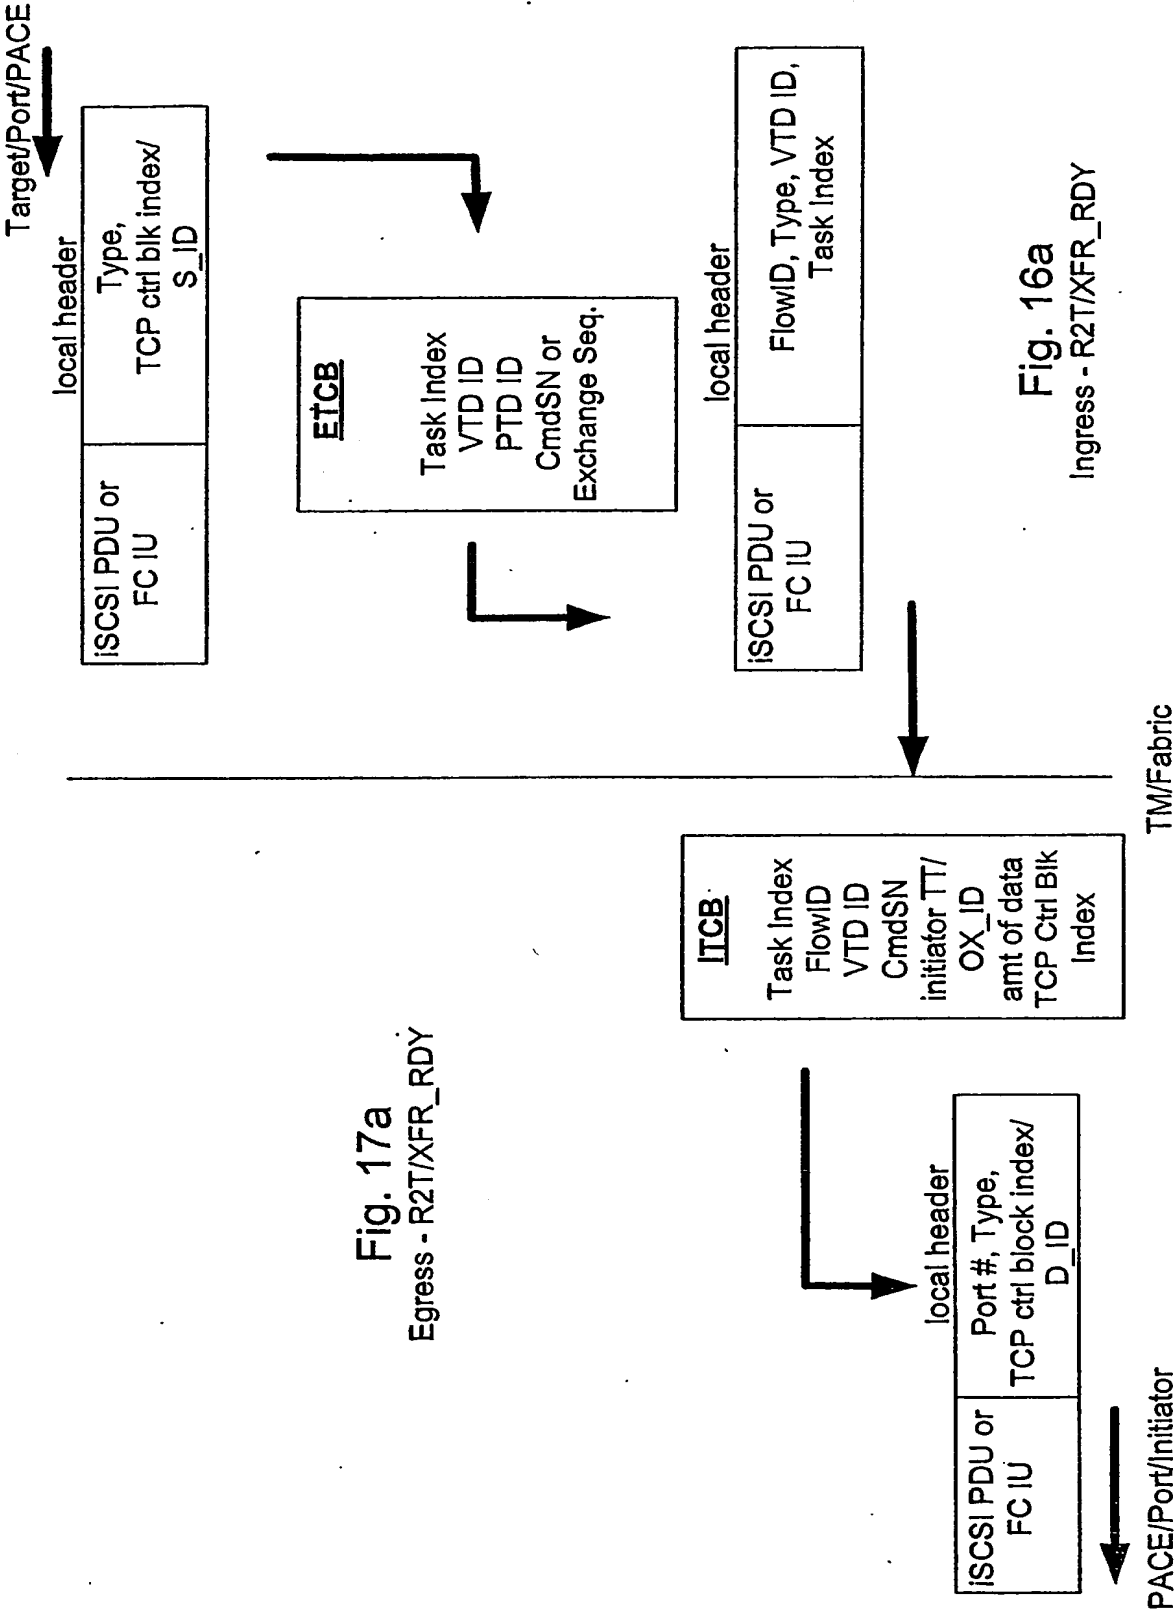 Target/Port/PACE
local header
iSCSI PDU or
FC IU
Type,
TCP ctrl blk index/
S_ID
ETCB
Task Index
VTD ID
PTD ID
CmdSN or
Exchange Seq.
local header
iSCSI PDU or
FC IU
FlowID, Type, VTD ID,
Task Index
Fig. 16a
Ingress - R2T/XFR_RDY
TM/Fabric
Fig. 17a
Egress - R2T/XFR_RDY
ITCB
Task Index
FlowID
VTD ID
CmdSN
initiator TT/
OX_ID
amt of data
TCP Ctrl Blk
Index
local header
iSCSI PDU or
FC IU
Port #, Type,
TCP ctrl block index/
D_ID
PACE/Port/Initiator